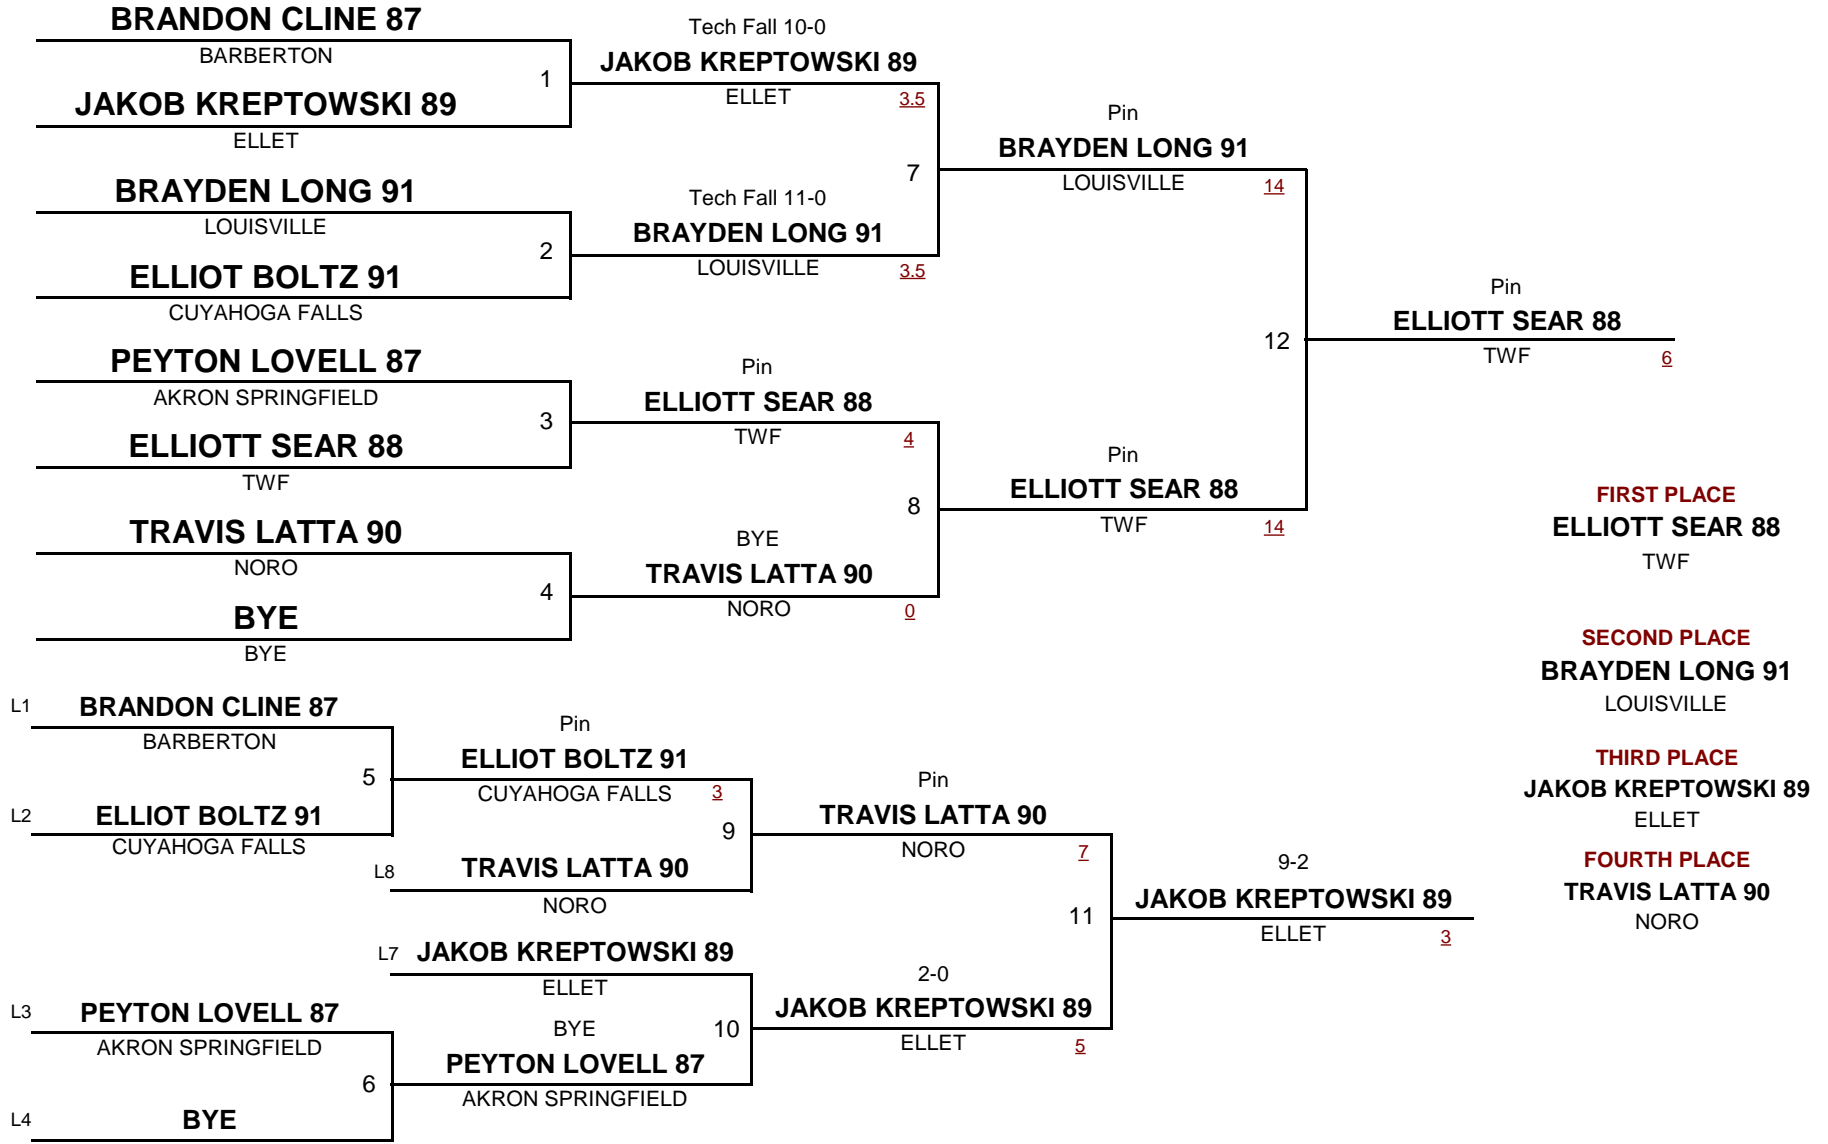 BRANDON CLINE 87
BARBERTON
1
JAKOB KREPTOWSKI 89
ELLET
Tech Fall 10-0
JAKOB KREPTOWSKI 89
ELLET
3.5
BRAYDEN LONG 91
LOUISVILLE
2
ELLIOT BOLTZ 91
CUYAHOGA FALLS
7
Tech Fall 11-0
BRAYDEN LONG 91
LOUISVILLE
3.5
Pin
BRAYDEN LONG 91
LOUISVILLE
14
PEYTON LOVELL 87
AKRON SPRINGFIELD
3
ELLIOTT SEAR 88
TWF
Pin
ELLIOTT SEAR 88
TWF
4
TRAVIS LATTA 90
NORO
4
BYE
BYE
8
BYE
TRAVIS LATTA 90
NORO
0
Pin
ELLIOTT SEAR 88
TWF
14
12
Pin
ELLIOTT SEAR 88
TWF
6
FIRST PLACE
ELLIOTT SEAR 88
TWF
SECOND PLACE
BRAYDEN LONG 91
LOUISVILLE
THIRD PLACE
JAKOB KREPTOWSKI 89
ELLET
FOURTH PLACE
TRAVIS LATTA 90
NORO
L1
BRANDON CLINE 87
BARBERTON
5
L2
ELLIOT BOLTZ 91
CUYAHOGA FALLS
Pin
ELLIOT BOLTZ 91
CUYAHOGA FALLS
3
9
L8
TRAVIS LATTA 90
NORO
Pin
TRAVIS LATTA 90
NORO
7
L7
JAKOB KREPTOWSKI 89
ELLET
L3
PEYTON LOVELL 87
AKRON SPRINGFIELD
6
L4
BYE
BYE
10
PEYTON LOVELL 87
AKRON SPRINGFIELD
2-0
JAKOB KREPTOWSKI 89
ELLET
5
11
9-2
JAKOB KREPTOWSKI 89
ELLET
3